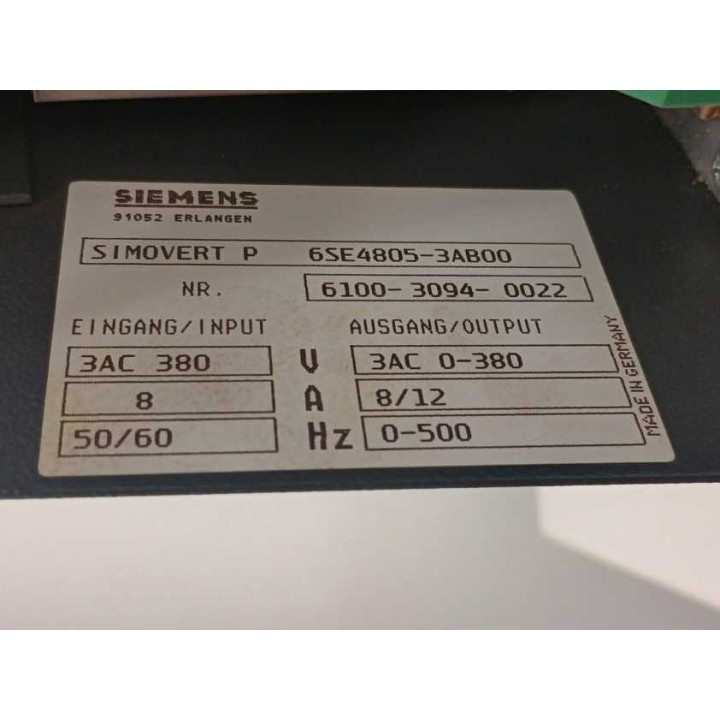 SIEMENS
91052 ERLANGEN
SIMOVERT P 6SE4805-3AB00
NR. 6100-3094-0022
EINGANG/INPUT AUSGANG/OUTPUT
3AC 380 V 3AC 0-380
8 A 8/12
50/60 Hz 0-500
MADE IN GERMANY